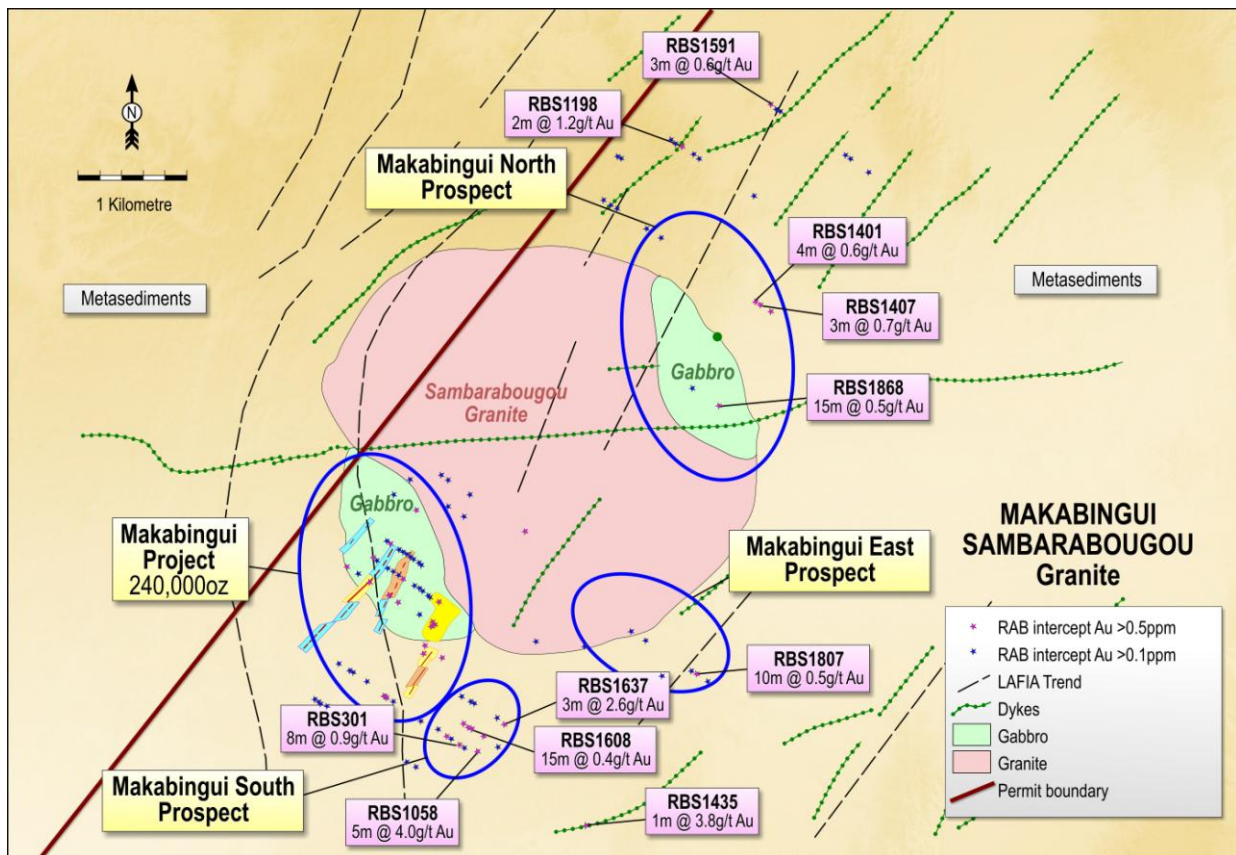 RBS1591
3m @ 0.6g/t Au
RBS1198
2m @ 1.2g/t Au
N
Makabingui North
Prospect
1 Kilometre
RBS1401
4m @ 0.6g/t Au
Metasediments
Metasediments
RBS1407
3m @ 0.7g/t Au
Gabbro
Sambarabougou
Granite
RBS1868
15m @ 0.5g/t Au
Gabbro
MAKABINGUI
SAMBARABOUGOU
Granite
Makabingui
Project
240,000oz
Makabingui East
Prospect
RAB intercept Au >0.5ppm
RAB intercept Au >0.1ppm
LAFIA Trend
Dykes
Gabbro
Granite
Permit boundary
RBS1807
10m @ 0.5g/t Au
RBS1637
3m @ 2.6g/t Au
RBS301
8m @ 0.9g/t Au
RBS1608
15m @ 0.4g/t Au
Makabingui South
Prospect
RBS1058
5m @ 4.0g/t Au
RBS1435
1m @ 3.8g/t Au